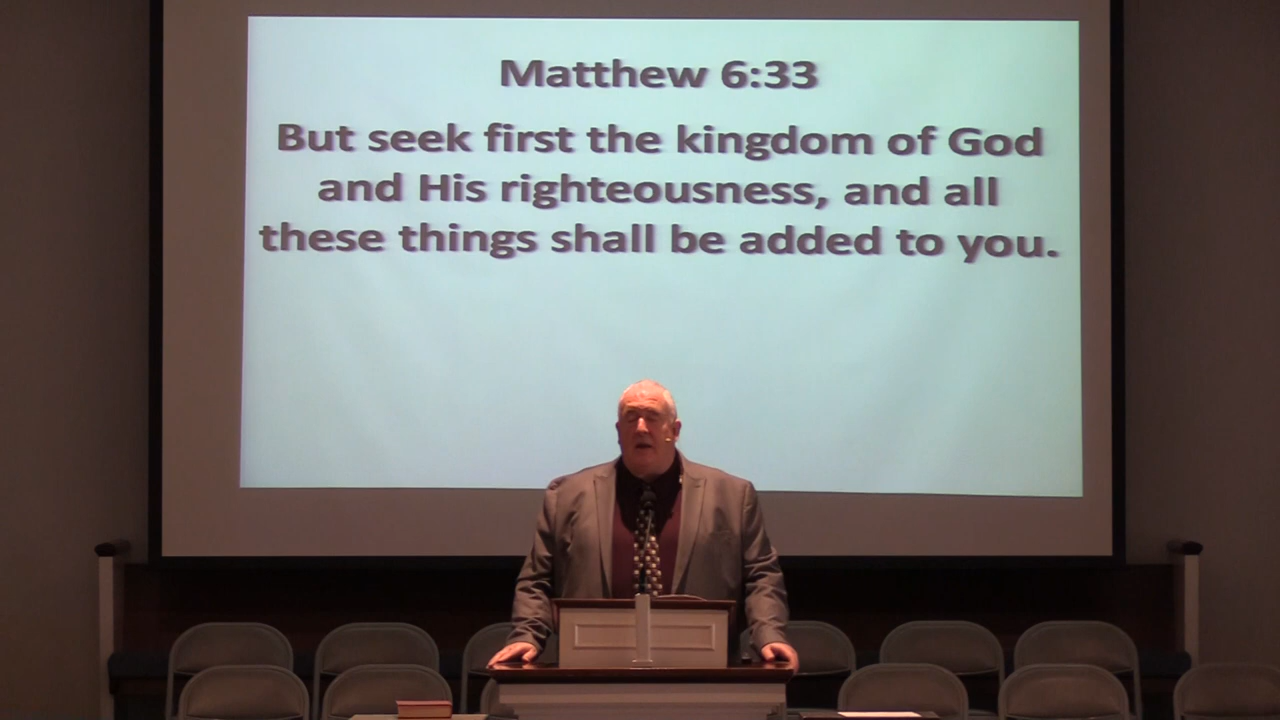 Matthew 6:33
But seek first the kingdom of God
and His righteousness, and all
these things shall be added to you.